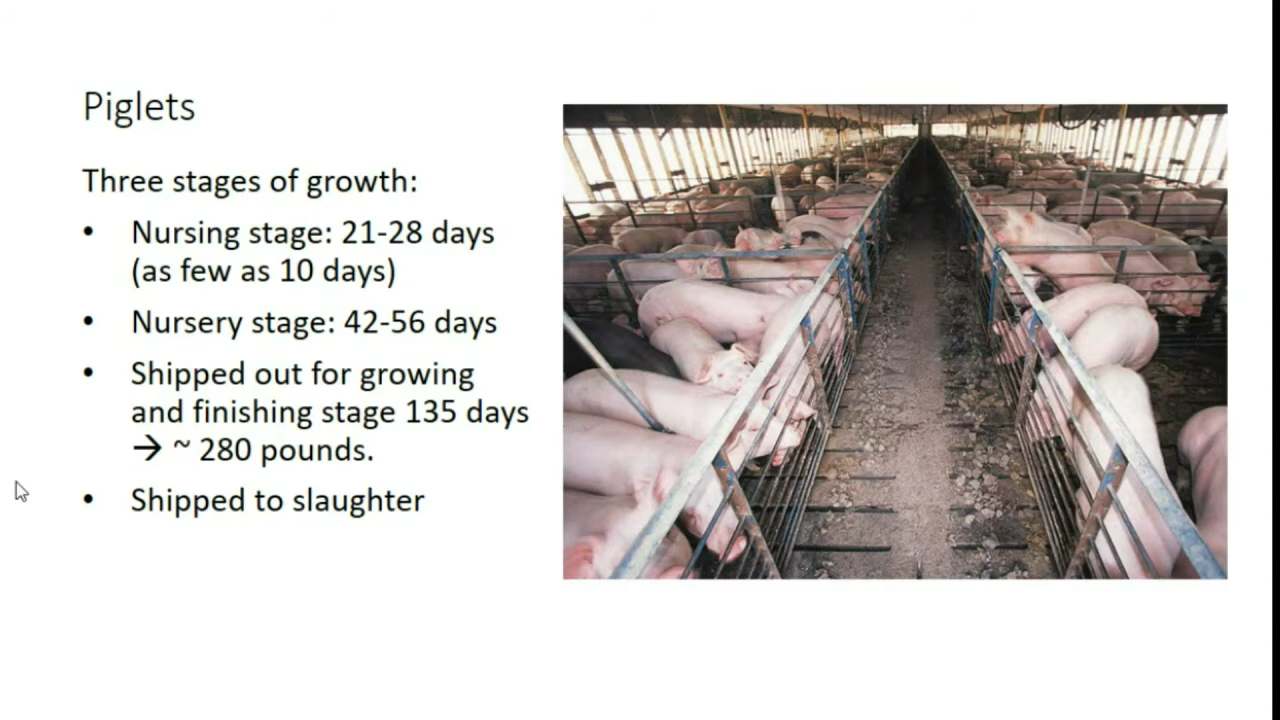 Piglets
Three stages of growth:
• Nursing stage: 21-28 days
(as few as 10 days)
• Nursery stage: 42-56 days
• Shipped out for growing
and finishing stage 135 days
→ ~ 280 pounds.
• Shipped to slaughter